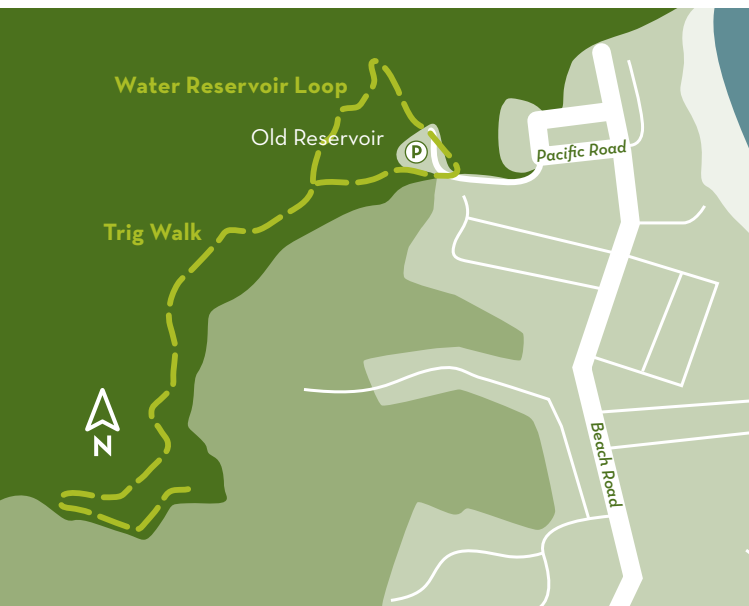 Water Reservoir Loop
Old Reservoir
P
Pacific Road
Trig Walk
N
Beach Road